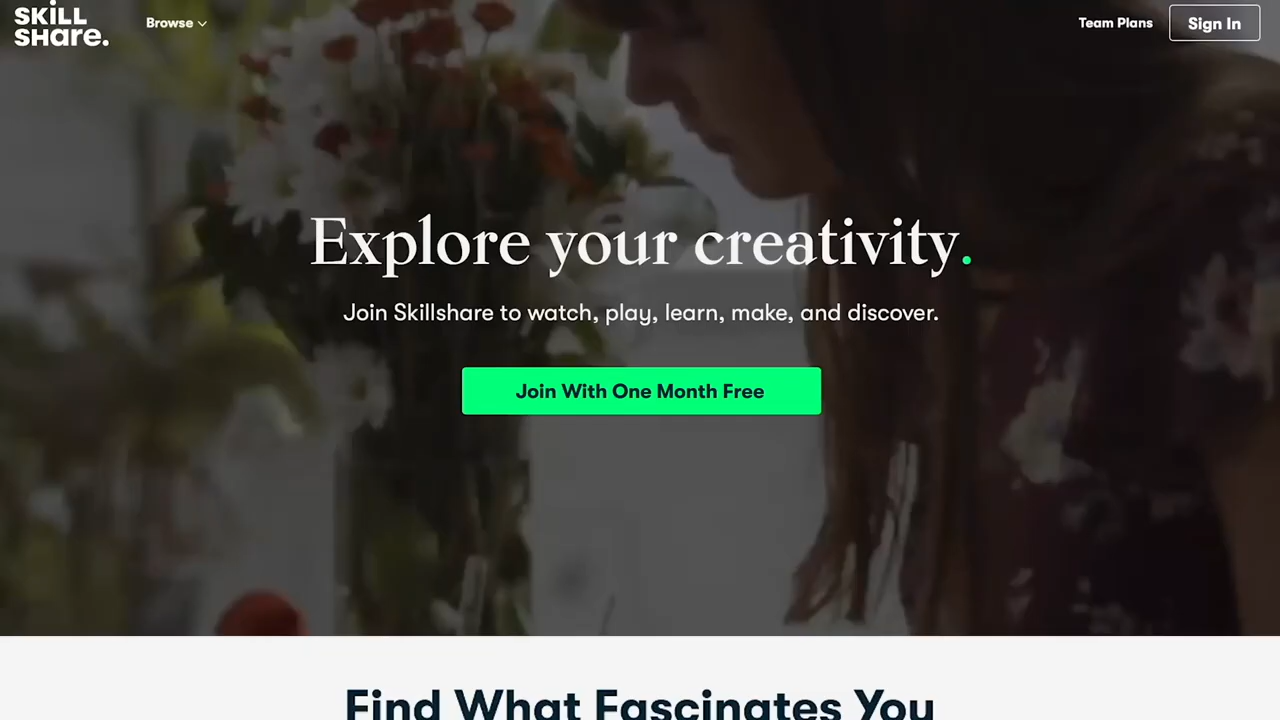 SKILL
SHare.
Browse
Team Plans
Sign In
Explore your creativity.
Join Skillshare to watch, play, learn, make, and discover.
Join With One Month Free
Find What Fascinates You